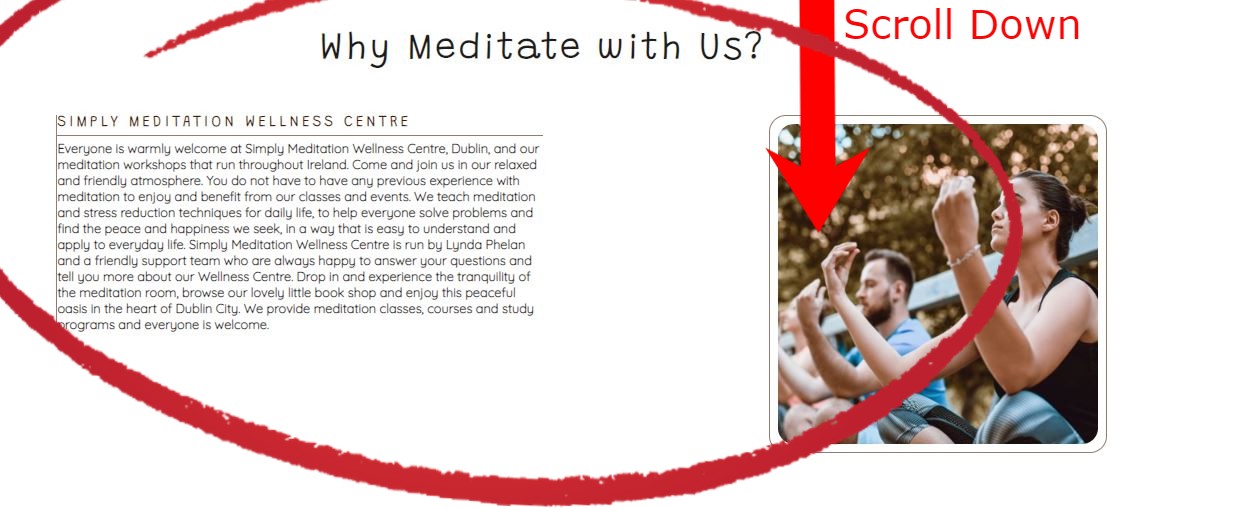 Scroll Down
Why Meditate with Us?
SIMPLY MEDITATION WELLNESS CENTRE
Everyone is warmly welcome at Simply Meditation Wellness Centre, Dublin, and our
meditation workshops that run throughout Ireland. Come and join us in our relaxed
and friendly atmosphere. You do not have to have any previous experience with
meditation to enjoy and benefit from our classes and events. We teach meditation
and stress reduction techniques for daily life, to help everyone solve problems and
find the peace and happiness we seek, in a way that is easy to understand and
apply to everyday life. Simply Meditation Wellness Centre is run by Lynda Phelan
and a friendly support team who are always happy to answer your questions and
tell you more about our Wellness Centre. Drop in and experience the tranquility of
the meditation room, browse our lovely little book shop and enjoy this peaceful
oasis in the heart of Dublin City. We provide meditation classes, courses and study
programs and everyone is welcome.